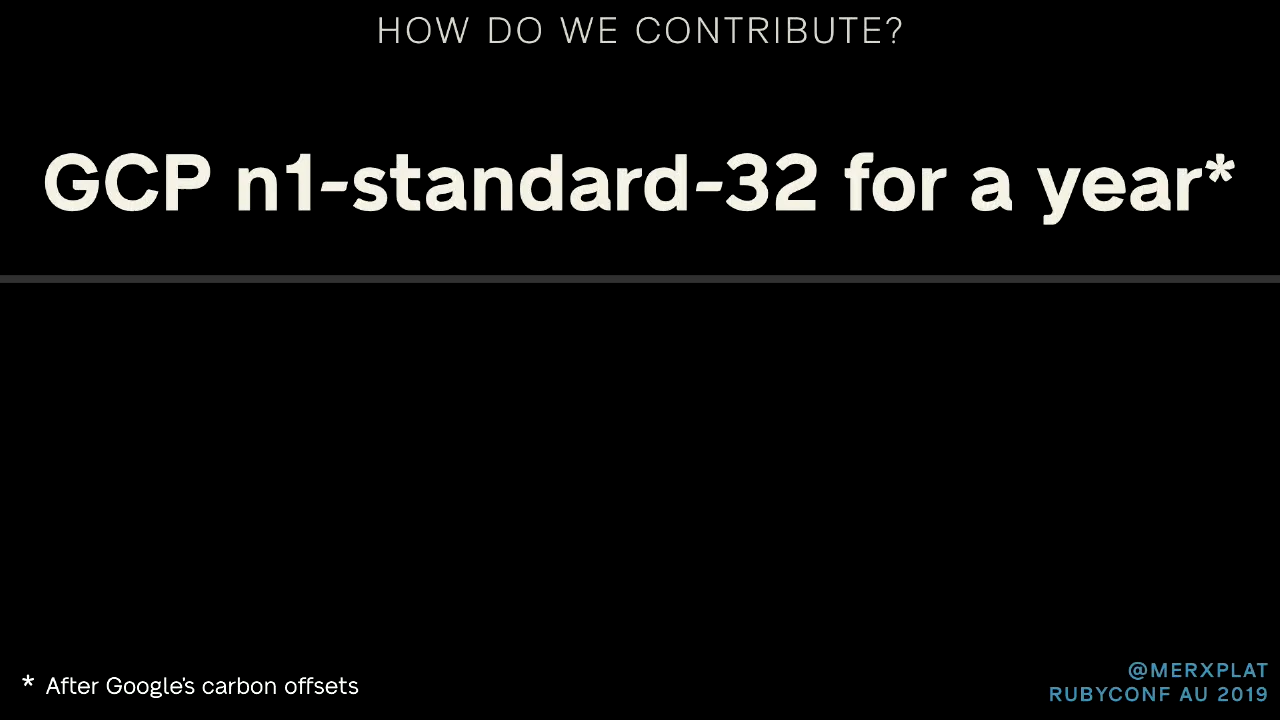 HOW DO WE CONTRIBUTE?
GCP n1-standard-32 for a year*
* After Google's carbon offsets
@MERXPLAT
RUBYCONF AU 2019